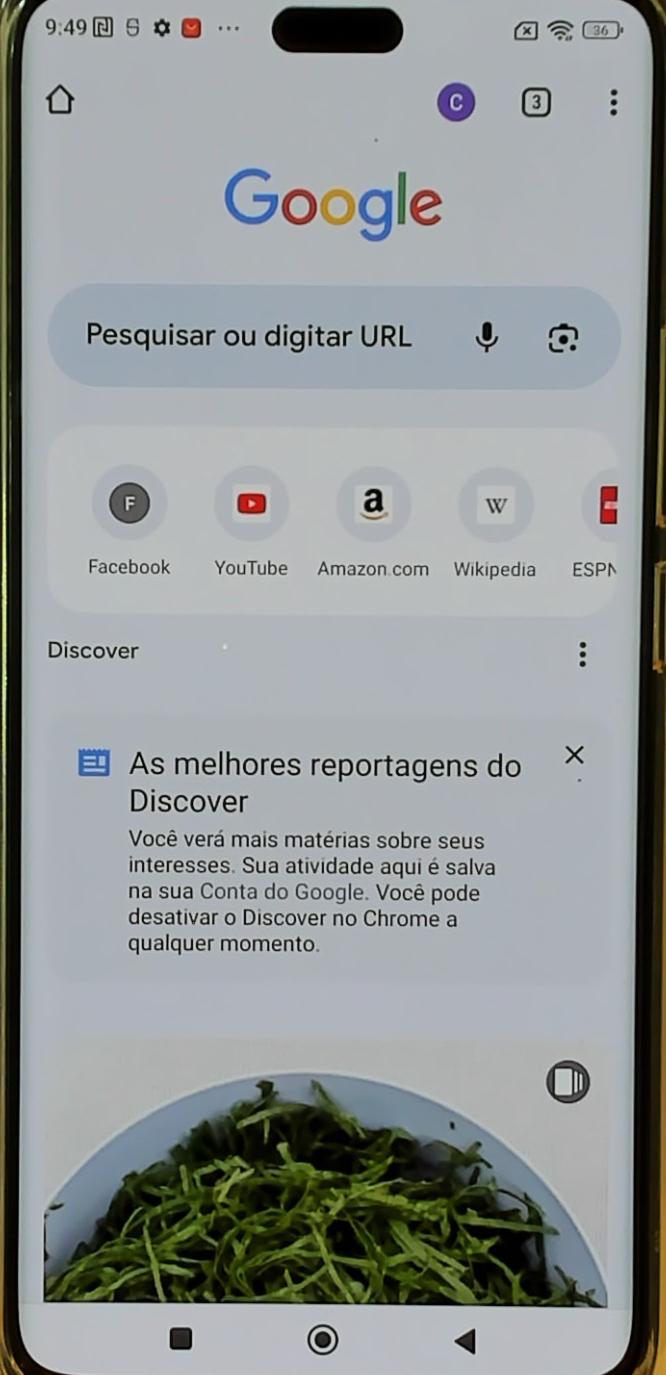 9:49
36
C
3
Google
Pesquisar ou digitar URL
F
a
W
Facebook
YouTube
Amazon.com
Wikipedia
ESPN
Discover
As melhores reportagens do
Discover
Você verá mais matérias sobre seus
interesses. Sua atividade aqui é salva
na sua Conta do Google. Você pode
desativar o Discover no Chrome a
qualquer momento.